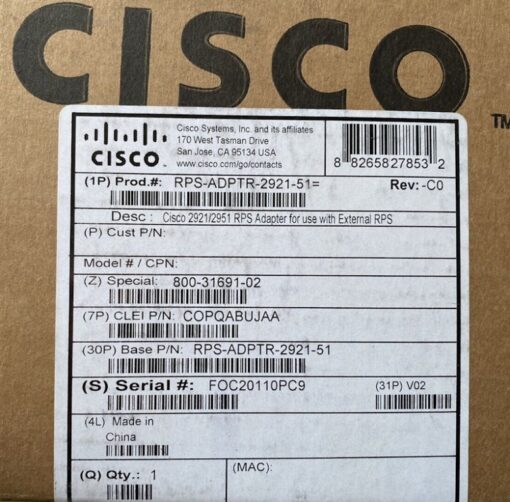 CISCO
TM
CISCO
Cisco Systems, Inc. and its affiliates
170 West Tasman Drive
San Jose, CA 95134 USA
www.cisco.com/go/contacts
8 82658 27853 2
(1P) Prod.#: RPS-ADPTR-2921-51=
Rev: -C0
Desc : Cisco 2921/2951 RPS Adapter for use with External RPS
(P) Cust P/N:
Model # / CPN:
(Z) Special: 800-31691-02
(7P) CLEI P/N: COPQABUJAA
(30P) Base P/N: RPS-ADPTR-2921-51
(S) Serial #: FOC20110PC9
(31P) V02
(4L) Made in
China
(Q) Qty.: 1
(MAC):